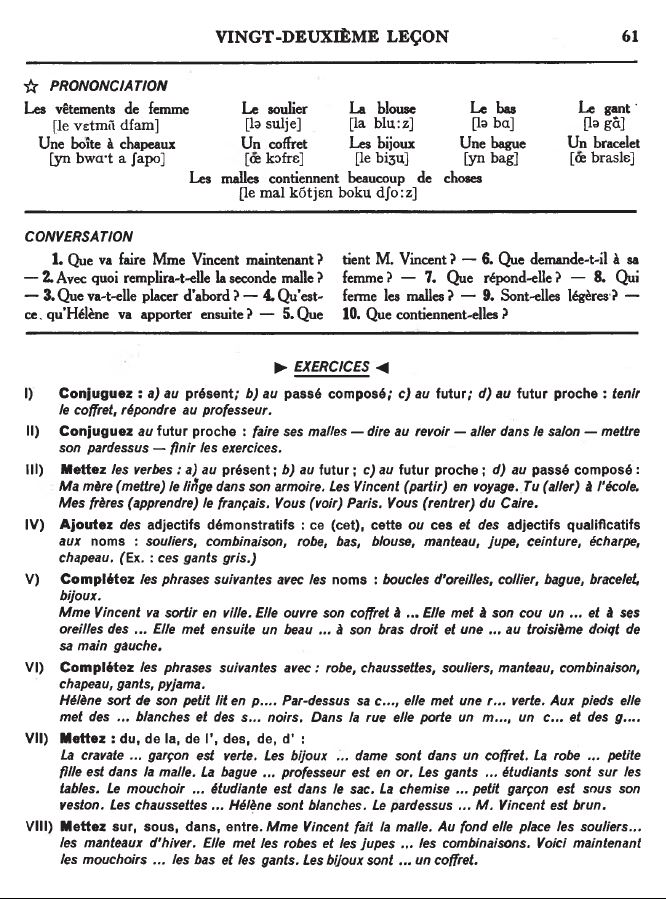 VINGT-DEUXIÈME LEÇON 61
☆ PRONONCIATION
Les vêtements de femme Le soulier La blouse Le bas Le gant
[le vɛtmɑ̃ dfam] [lə sulje] [la blu:z] [lə bɑ] [lə gɑ̃]
Une boîte à chapeaux Un coffret Les bijoux Une bague Un bracelet
[yn bwa·t a ʃapo] [œ̃ kɔfrɛ] [le biʒu] [yn bag] [œ̃ braslɛ]
Les malles contiennent beaucoup de choses
[le mal kɔ̃tjɛn boku dʃo:z]
CONVERSATION
1. Que va faire Mme Vincent maintenant ?
— 2. Avec quoi remplira-t-elle la seconde malle ?
— 3. Que va-t-elle placer d'abord ? — 4. Qu'est-
ce qu'Hélène va apporter ensuite ? — 5. Que
tient M. Vincent ? — 6. Que demande-t-il à sa
femme ? — 7. Que répond-elle ? — 8. Qui
ferme les malles ? — 9. Sont-elles légères ? —
10. Que contiennent-elles ?
► EXERCICES ◄
I) Conjuguez : a) au présent; b) au passé composé; c) au futur; d) au futur proche : tenir
le coffret, répondre au professeur.
II) Conjuguez au futur proche : faire ses malles — dire au revoir — aller dans le salon — mettre
son pardessus — finir les exercices.
III) Mettez les verbes : a) au présent; b) au futur; c) au futur proche; d) au passé composé :
Ma mère (mettre) le linge dans son armoire. Les Vincent (partir) en voyage. Tu (aller) à l'école.
Mes frères (apprendre) le français. Vous (voir) Paris. Vous (rentrer) du Caire.
IV) Ajoutez des adjectifs démonstratifs : ce (cet), cette ou ces et des adjectifs qualificatifs
aux noms : souliers, combinaison, robe, bas, blouse, manteau, jupe, ceinture, écharpe,
chapeau. (Ex. : ces gants gris.)
V) Complétez les phrases suivantes avec les noms : boucles d'oreilles, collier, bague, bracelet,
bijoux.
Mme Vincent va sortir en ville. Elle ouvre son coffret à ... Elle met à son cou un ... et à ses
oreilles des ... Elle met ensuite un beau ... à son bras droit et une ... au troisième doigt de
sa main gauche.
VI) Complétez les phrases suivantes avec : robe, chaussettes, souliers, manteau, combinaison,
chapeau, gants, pyjama.
Hélène sort de son petit lit en p.... Par-dessus sa c..., elle met une r... verte. Aux pieds elle
met des ... blanches et des s... noirs. Dans la rue elle porte un m..., un c... et des g....
VII) Mettez : du, de la, de l', des, de, d' :
La cravate ... garçon est verte. Les bijoux ... dame sont dans un coffret. La robe ... petite
fille est dans la malle. La bague ... professeur est en or. Les gants ... étudiants sont sur les
tables. Le mouchoir ... étudiante est dans le sac. La chemise ... petit garçon est sous son
veston. Les chaussettes ... Hélène sont blanches. Le pardessus ... M. Vincent est brun.
VIII) Mettez sur, sous, dans, entre. Mme Vincent fait la malle. Au fond elle place les souliers...
les manteaux d'hiver. Elle met les robes et les jupes ... les combinaisons. Voici maintenant
les mouchoirs ... les bas et les gants. Les bijoux sont ... un coffret.